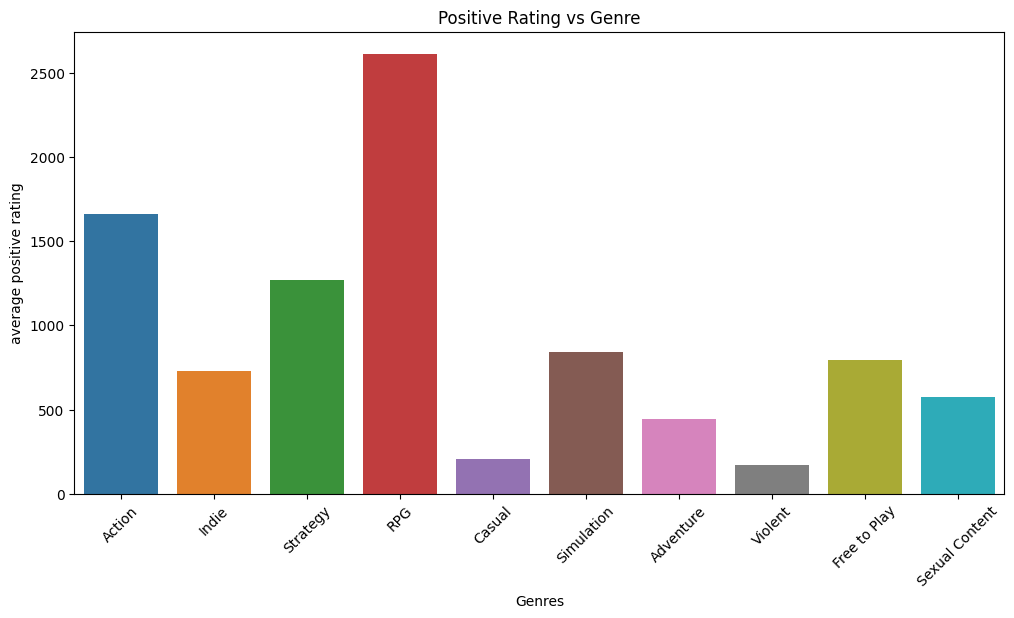 Positive Rating vs Genre
average positive rating
2500
2000
1500
1000
500
0
Action
Indie
Strategy
RPG
Casual
Simulation
Adventure
Violent
Free to Play
Sexual Content
Genres